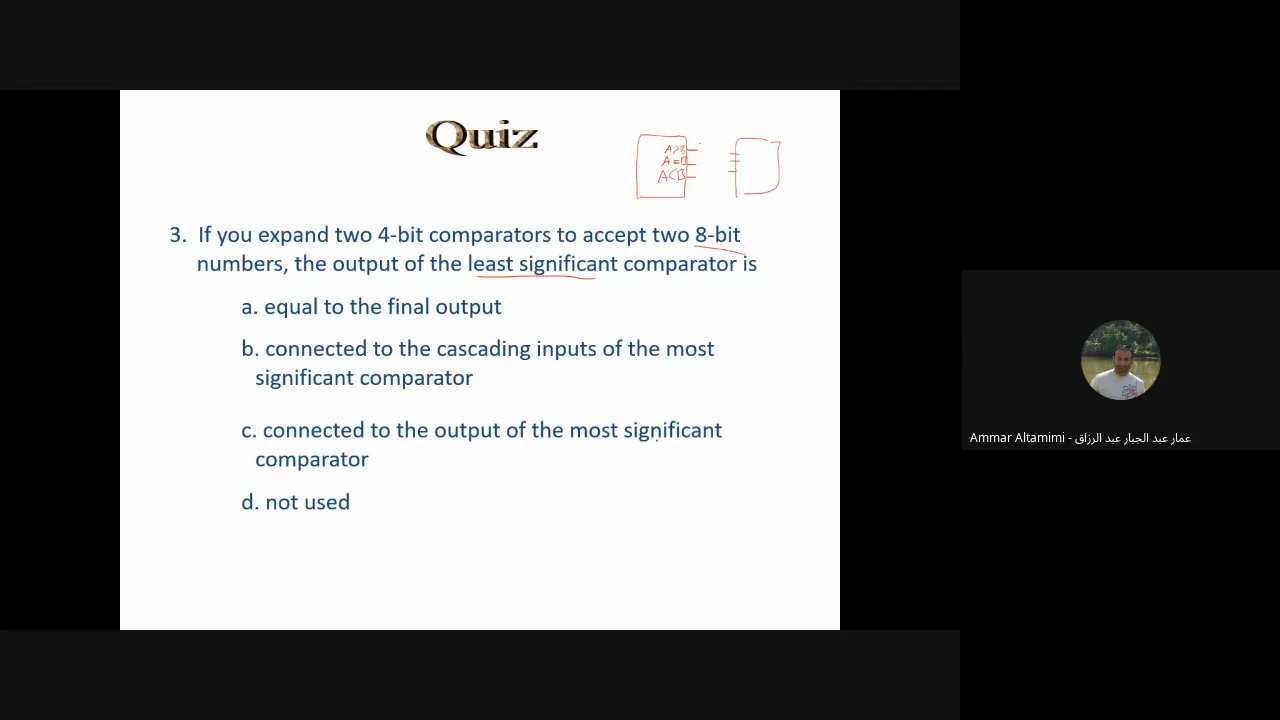 Quiz
A>B
A=B
A<B
3. If you expand two 4-bit comparators to accept two 8-bit
numbers, the output of the least significant comparator is
a. equal to the final output
b. connected to the cascading inputs of the most
significant comparator
c. connected to the output of the most significant
comparator
d. not used
Ammar Altamimi - عمار عبد الجبار عبد الرزاق